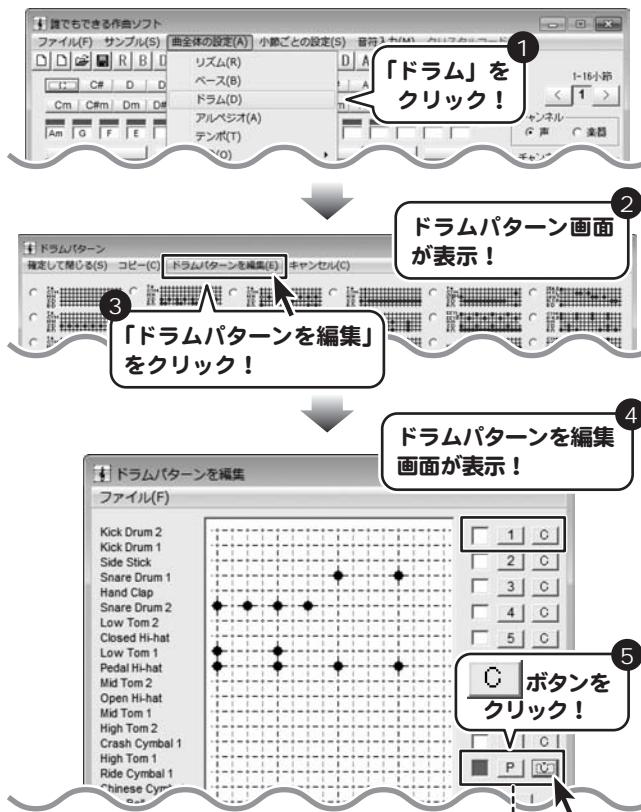 誰でもできる作曲ソフト
ファイル(F) サンプル(S) 曲全体の設定(A) 小節ごとの設定(S) 音符入力(M)
リズム(R)
ベース(B)
ドラム(D)
アルペジオ(A)
テンポ(T)
1
「ドラム」を
クリック！
R B
C# D
Cm C#m Dm
Am G F E
1-16小節
< 1 >
声 楽器
2
ドラムパターン画面
が表示！
ドラムパターン
確定して閉じる(S) コピー(C) ドラムパターンを編集(E) キャンセル(C)
3
「ドラムパターンを編集」
をクリック！
4
ドラムパターンを編集
画面が表示！
ドラムパターンを編集
ファイル(F)
Kick Drum 2
Kick Drum 1
Side Stick
Snare Drum 1
Hand Clap
Snare Drum 2
Low Tom 2
Closed Hi-hat
Low Tom 1
Pedal Hi-hat
Mid Tom 2
Open Hi-hat
Mid Tom 1
High Tom 2
Crash Cymbal 1
High Tom 1
Ride Cymbal 1
Chinese Cymbal
1 C
2 C
3 C
4 C
5 C
5
C ボタンを
クリック！
C
P C